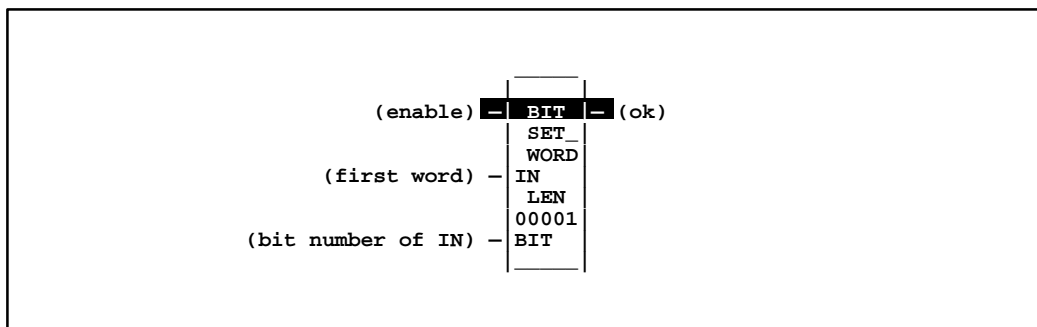 (enable) BIT (ok)
SET_
WORD
(first word) IN
LEN
00001
(bit number of IN) BIT